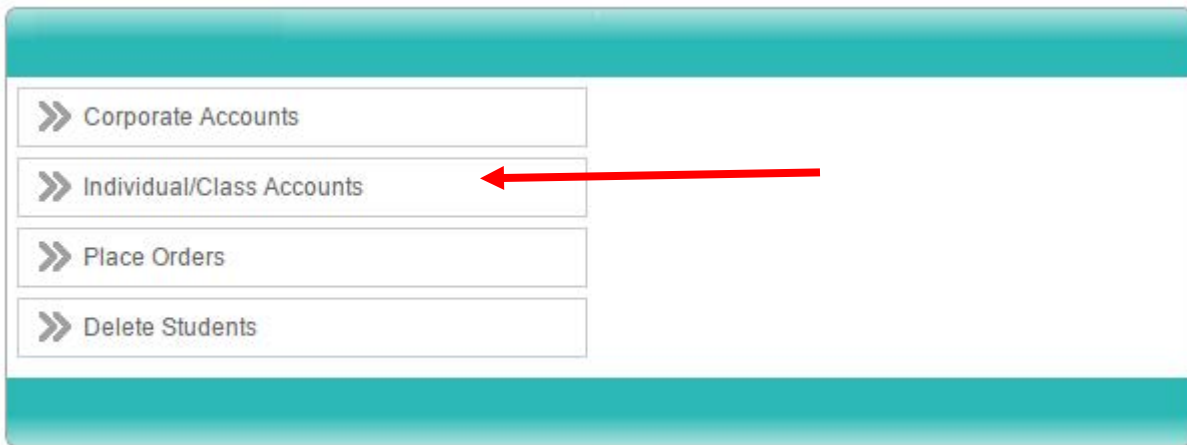 Corporate Accounts
Individual/Class Accounts
Place Orders
Delete Students